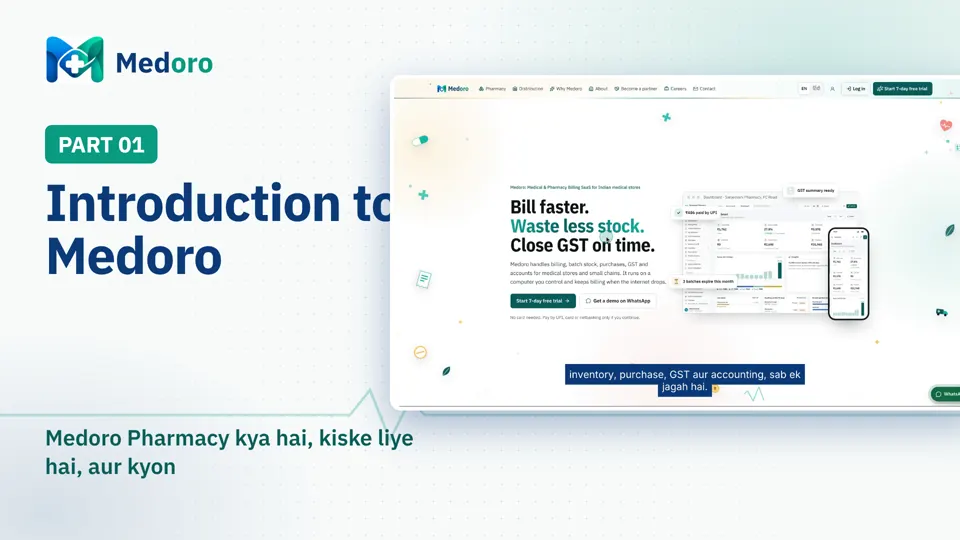 Medoro
PART 01
Introduction to
Medoro
Medoro Pharmacy kya hai, kiske liye
hai, aur kyon
Medoro
Pharmacy
Distribution
Why Medoro
About
Become a partner
Careers
Contact
EN
Log in
Start 7-day free trial
Medoro: Medical & Pharmacy Billing SaaS for Indian medical stores
Bill faster.
Waste less stock.
Close GST on time.
Medoro handles billing, batch stock, purchases, GST and
accounts for medical stores and small chains. It runs on a
computer you control and keeps billing when the internet drops.
Start 7-day free trial
Get a demo on WhatsApp
No card needed. Pay by UPI, card or netbanking only if you continue.
GST summary ready
paid by UPI
2 batches expire this month
inventory, purchase, GST aur accounting, sab ek
jagah hai.